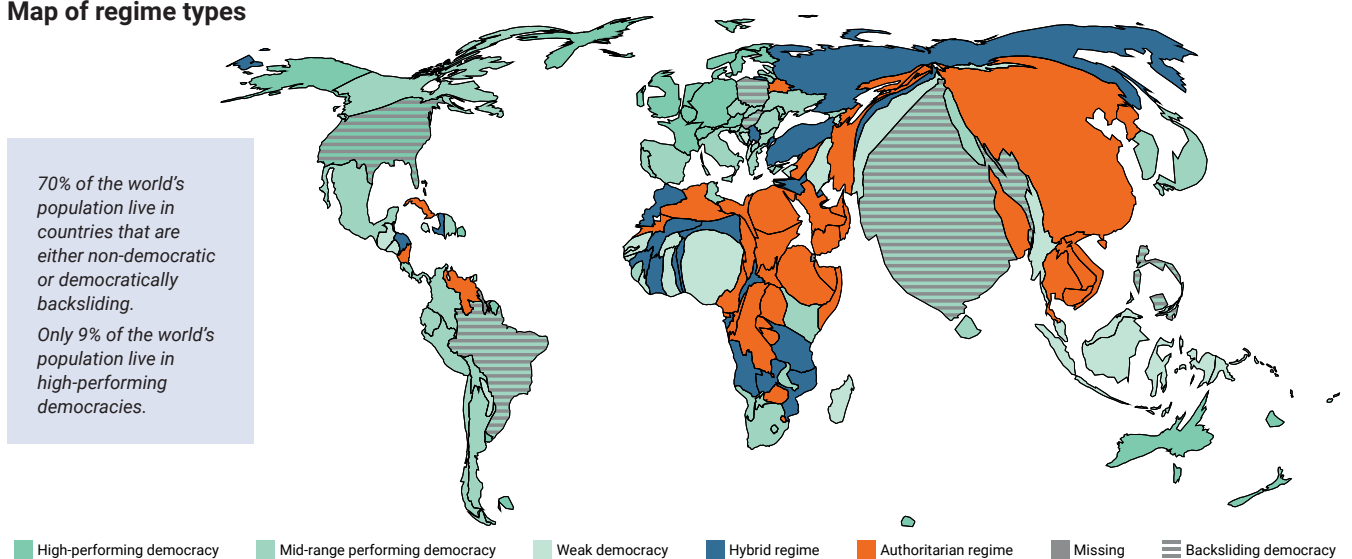 Map of regime types
70% of the world's
population live in
countries that are
either non-democratic
or democratically
backsliding.
Only 9% of the world's
population live in
high-performing
democracies.
High-performing democracy
Mid-range performing democracy
Weak democracy
Hybrid regime
Authoritarian regime
Missing
Backsliding democracy